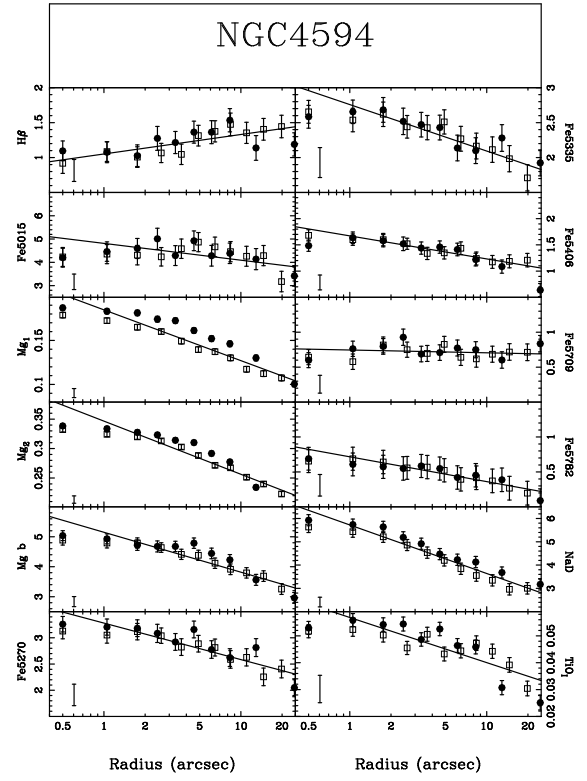 NGC4594
Hβ
1
1.5
2
Fe5335
2
2.5
3
Fe5015
3
4
5
6
Fe5406
1
1.5
2
Mg1
0.1
0.15
Fe5709
0.5
1
Mg2
0.25
0.3
0.35
Fe5782
0.5
1
Mg b
3
4
5
NaD
3
4
5
6
Fe5270
2
2.5
3
TiO1
0.02
0.03
0.04
0.05
0.5 1 2 5 10 20
0.5 1 2 5 10 20
Radius (arcsec)
Radius (arcsec)